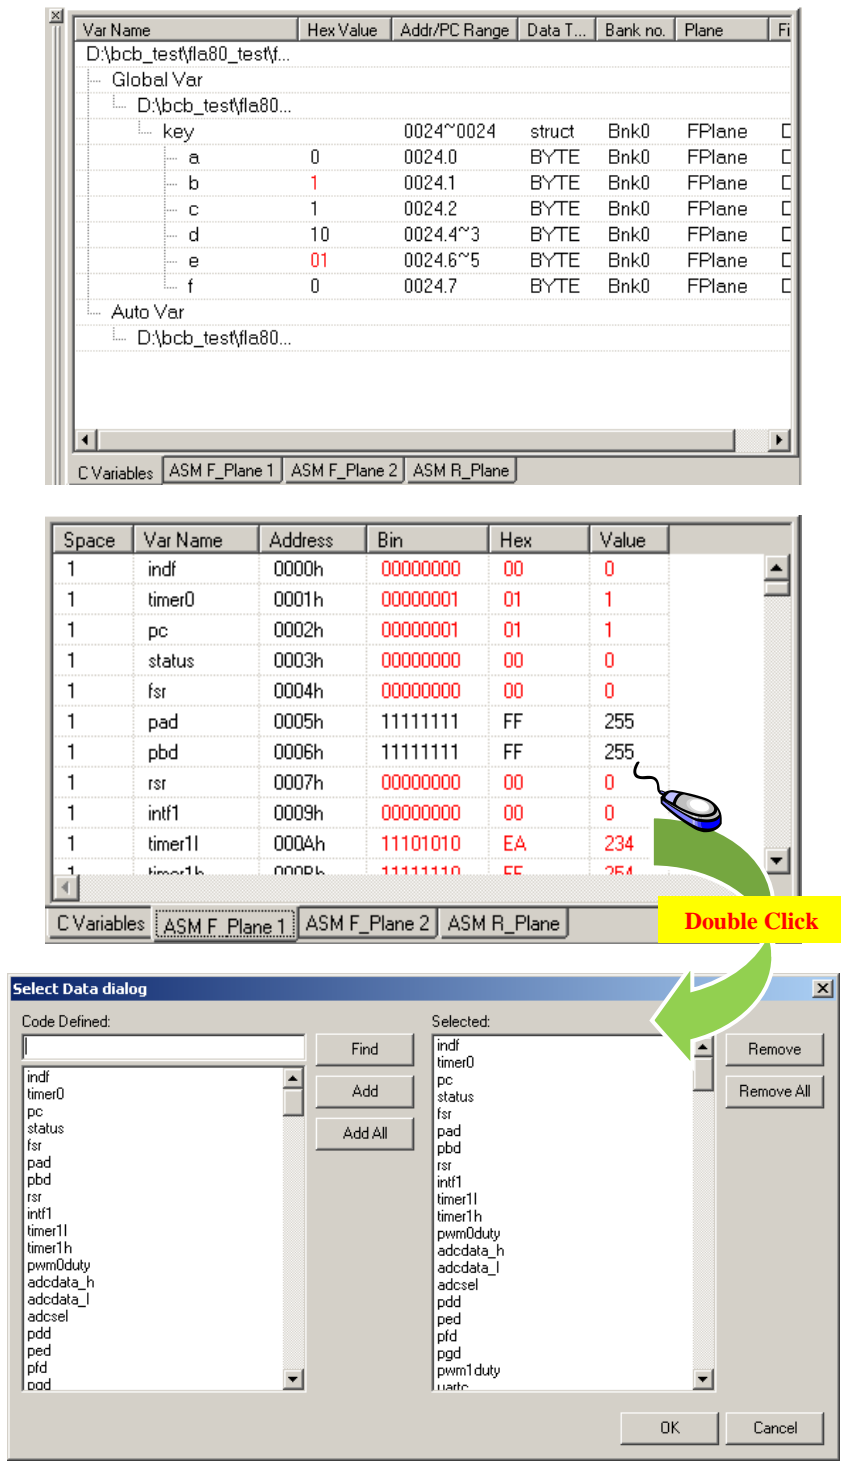 Var Name Hex Value Addr/PC Range Data T... Bank no. Plane Fi
D:\bcb_test\fla80_test\f...
Global Var
D:\bcb_test\fla80...
key 0024~0024 struct Bnk0 FPlane D
a 0 0024.0 BYTE Bnk0 FPlane D
b 1 0024.1 BYTE Bnk0 FPlane D
c 1 0024.2 BYTE Bnk0 FPlane D
d 10 0024.4~3 BYTE Bnk0 FPlane D
e 01 0024.6~5 BYTE Bnk0 FPlane D
f 0 0024.7 BYTE Bnk0 FPlane D
Auto Var
D:\bcb_test\fla80...
C Variables ASM F_Plane 1 ASM F_Plane 2 ASM R_Plane
Space Var Name Address Bin Hex Value
1 indf 0000h 00000000 00 0
1 timer0 0001h 00000001 01 1
1 pc 0002h 00000001 01 1
1 status 0003h 00000000 00 0
1 fsr 0004h 00000000 00 0
1 pad 0005h 11111111 FF 255
1 pbd 0006h 11111111 FF 255
1 rsr 0007h 00000000 00 0
1 intf1 0009h 00000000 00 0
1 timer1l 000Ah 11101010 EA 234
1 timer1h 000Bh 11111110 FE 254
C Variables ASM F_Plane 1 ASM F_Plane 2 ASM R_Plane
Double Click
Select Data dialog
Code Defined:
Find
Add
Add All
indf
timer0
pc
status
fsr
pad
pbd
rsr
intf1
timer1l
timer1h
pwm0duty
adcdata_h
adcdata_l
adcsel
pdd
ped
pfd
pgd
Selected:
indf
timer0
pc
status
fsr
pad
pbd
rsr
intf1
timer1l
timer1h
pwm0duty
adcdata_h
adcdata_l
adcsel
pdd
ped
pfd
pgd
pwm1duty
uartc
Remove
Remove All
OK Cancel